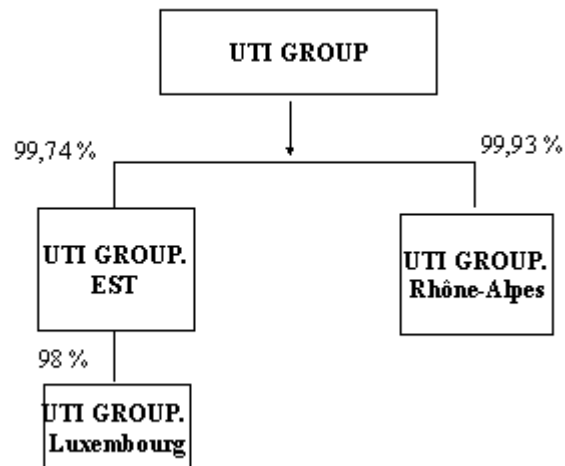 UTI GROUP
99,74 %
99,93 %
UTI GROUP.
EST
UTI GROUP.
Rhône-Alpes
98 %
UTI GROUP.
Luxembourg